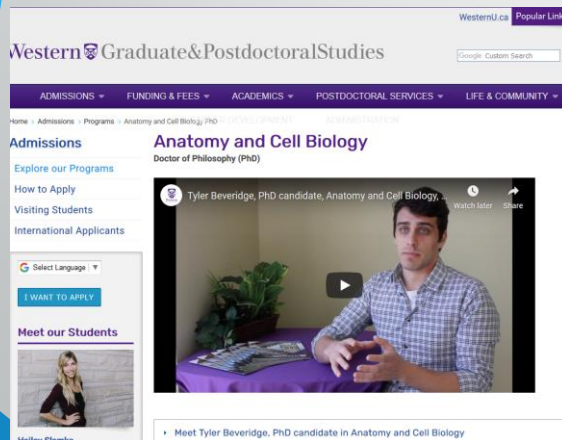 WesternU.ca Popular Link
Western Graduate&PostdoctoralStudies
Google Custom Search
ADMISSIONS FUNDING & FEES ACADEMICS POSTDOCTORAL SERVICES LIFE & COMMUNITY
Home Admissions Programs Anatomy and Cell Biology PhD
DEVELOPMENT ADMINISTRATION
Admissions
Explore our Programs
How to Apply
Visiting Students
International Applicants
Select Language
I WANT TO APPLY
Meet our Students
Anatomy and Cell Biology
Doctor of Philosophy (PhD)
Tyler Beveridge, PhD candidate, Anatomy and Cell Biology, ...
Watch later Share
Meet Tyler Beveridge, PhD candidate in Anatomy and Cell Biology